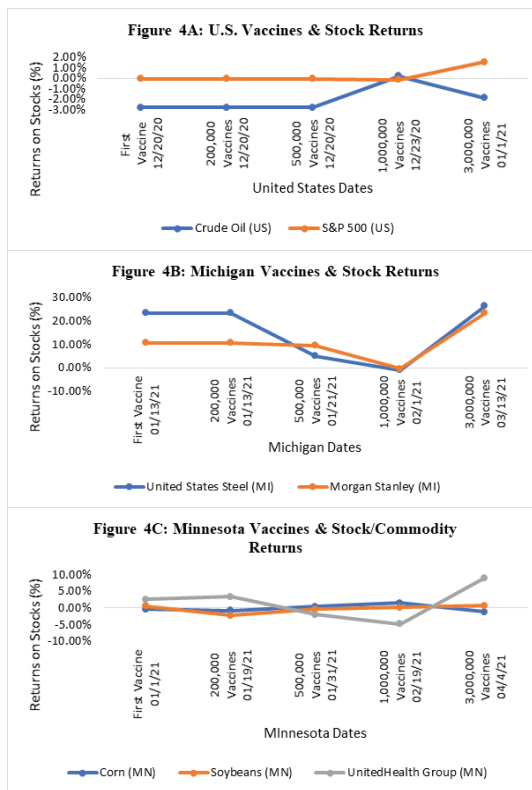 Figure 4A: U.S. Vaccines & Stock Returns
Returns on Stocks (%)
2.00%
1.00%
0.00%
-1.00%
-2.00%
-3.00%
First
Vaccine
12/20/20
200,000
Vaccines
12/20/20
500,000
Vaccines
12/20/20
1,000,000
Vaccines
12/23/20
3,000,000
Vaccines
01/1/21
United States Dates
Crude Oil (US)
S&P 500 (US)
Figure 4B: Michigan Vaccines & Stock Returns
Returns on Stocks (%)
30.00%
20.00%
10.00%
0.00%
-10.00%
First Vaccine
01/13/21
200,000
Vaccines
01/13/21
500,000
Vaccines
01/21/21
1,000,000
Vaccines
02/1/21
3,000,000
Vaccines
03/13/21
Michigan Dates
United States Steel (MI)
Morgan Stanley (MI)
Figure 4C: Minnesota Vaccines & Stock/Commodity
Returns
Returns on Stocks (%)
10.00%
5.00%
0.00%
-5.00%
-10.00%
First Vaccine
01/1/21
200,000
Vaccines
01/19/21
500,000
Vaccines
01/31/21
1,000,000
Vaccines
02/19/21
3,000,000
Vaccines
04/4/21
MInnesota Dates
Corn (MN)
Soybeans (MN)
UnitedHealth Group (MN)